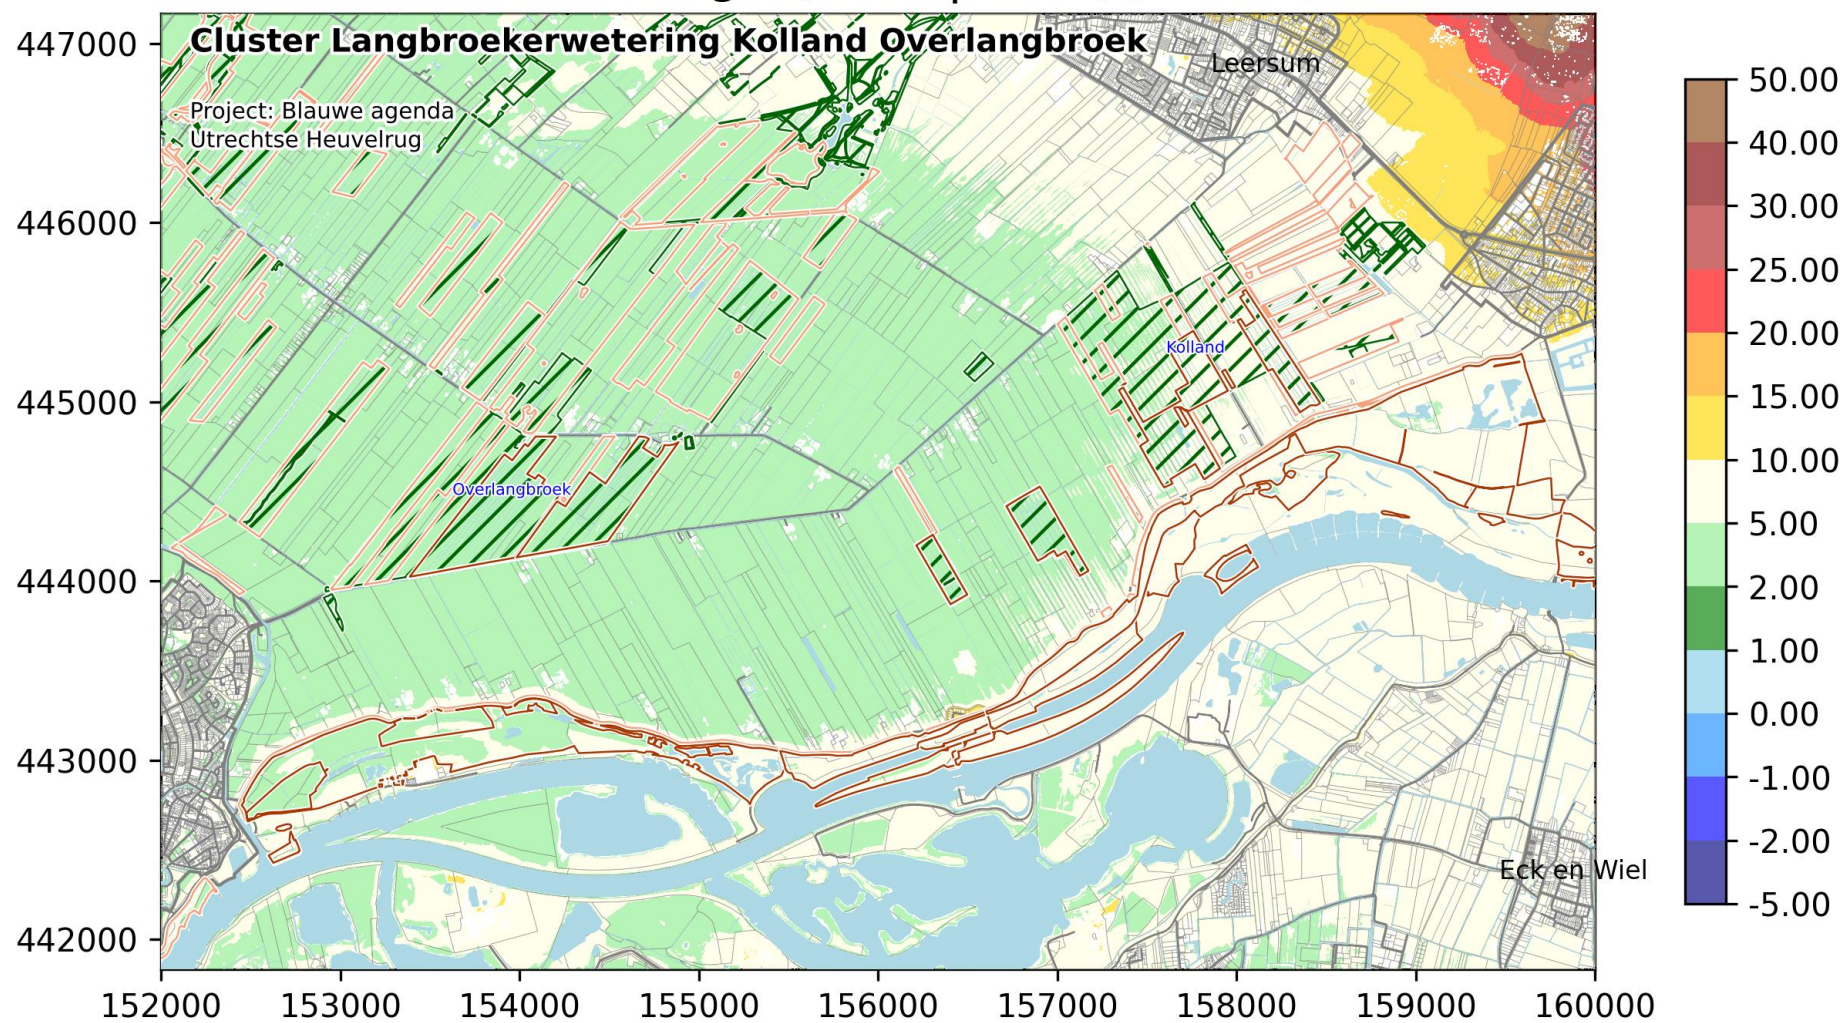 Cluster Langbroekerwetering Kolland Overlangbroek
Leersum
Project: Blauwe agenda
Utrechtse Heuvelrug
Kolland
Overlangbroek
Eck en Wiel
447000
446000
445000
444000
443000
442000
152000 153000 154000 155000 156000 157000 158000 159000 160000
50.00
40.00
30.00
25.00
20.00
15.00
10.00
5.00
2.00
1.00
0.00
-1.00
-2.00
-5.00